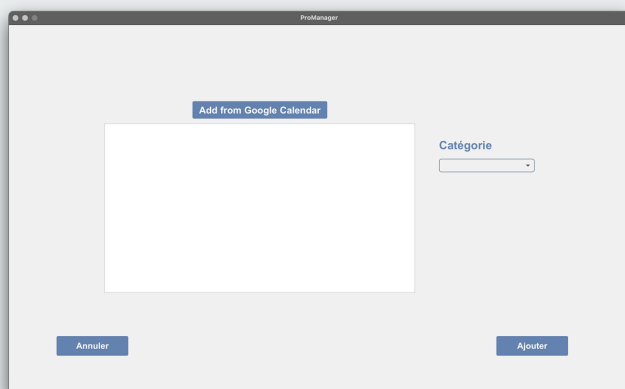 ProManager
Add from Google Calendar
Catégorie
Annuler
Ajouter